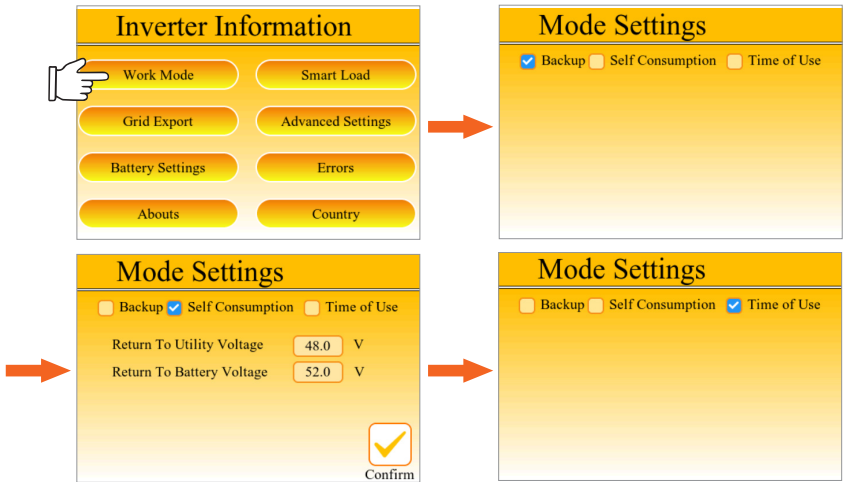 Inverter Information
Work Mode
Smart Load
Grid Export
Advanced Settings
Battery Settings
Errors
Abouts
Country
Mode Settings
Backup Self Consumption Time of Use
Mode Settings
Backup Self Consumption Time of Use
Return To Utility Voltage 48.0 V
Return To Battery Voltage 52.0 V
Confirm
Mode Settings
Backup Self Consumption Time of Use